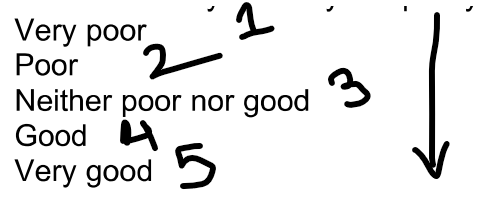 Very poor 1
Poor 2
Neither poor nor good 3
Good 4
Very good 5